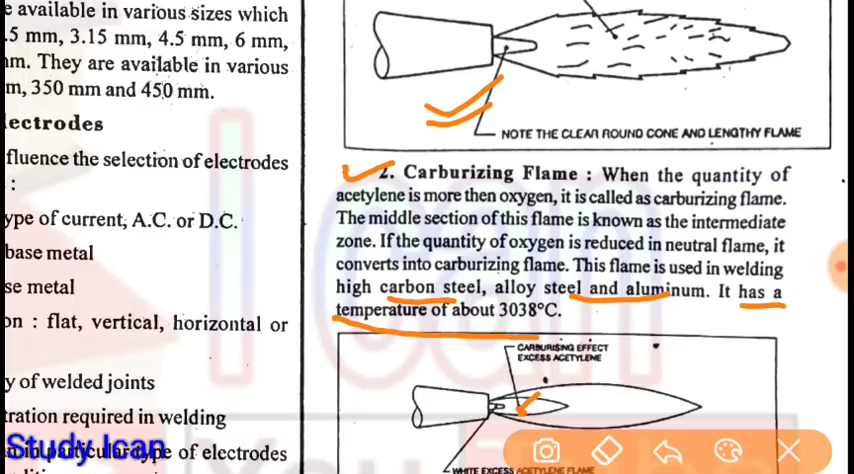 e available in various sizes which
.5 mm, 3.15 mm, 4.5 mm, 6 mm,
m. They are available in various
m, 350 mm and 450 mm.
lectrodes
fluence the selection of electrodes
:
ype of current, A.C. or D.C.
base metal
se metal
on : flat, vertical, horizontal or
y of welded joints
tration required in welding
type of electrodes
Study Ican
NOTE THE CLEAR ROUND CONE AND LENGTHY FLAME
2. Carburizing Flame : When the quantity of
acetylene is more then oxygen, it is called as carburizing flame.
The middle section of this flame is known as the intermediate
zone. If the quantity of oxygen is reduced in neutral flame, it
converts into carburizing flame. This flame is used in welding
high carbon steel, alloy steel and aluminum. It has a
temperature of about 3038°C.
CARBURISING EFFECT
EXCESS ACETYLENE
WHITE EXCESS ACETYLENE FLAME